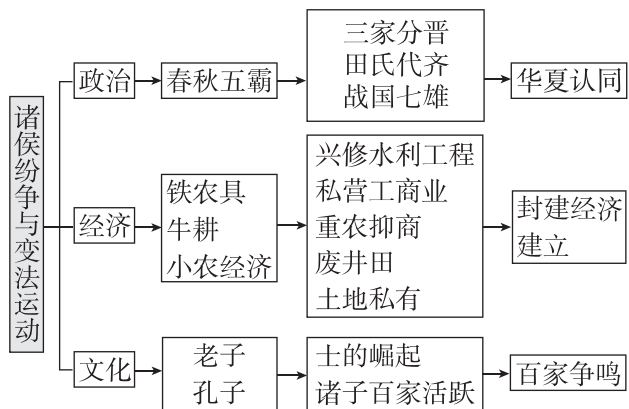 诸侯纷争与变法运动
政治
春秋五霸
三家分晋
田氏代齐
战国七雄
华夏认同
经济
铁农具
牛耕
小农经济
兴修水利工程
私营工商业
重农抑商
废井田
土地私有
封建经济
建立
文化
老子
孔子
士的崛起
诸子百家活跃
百家争鸣